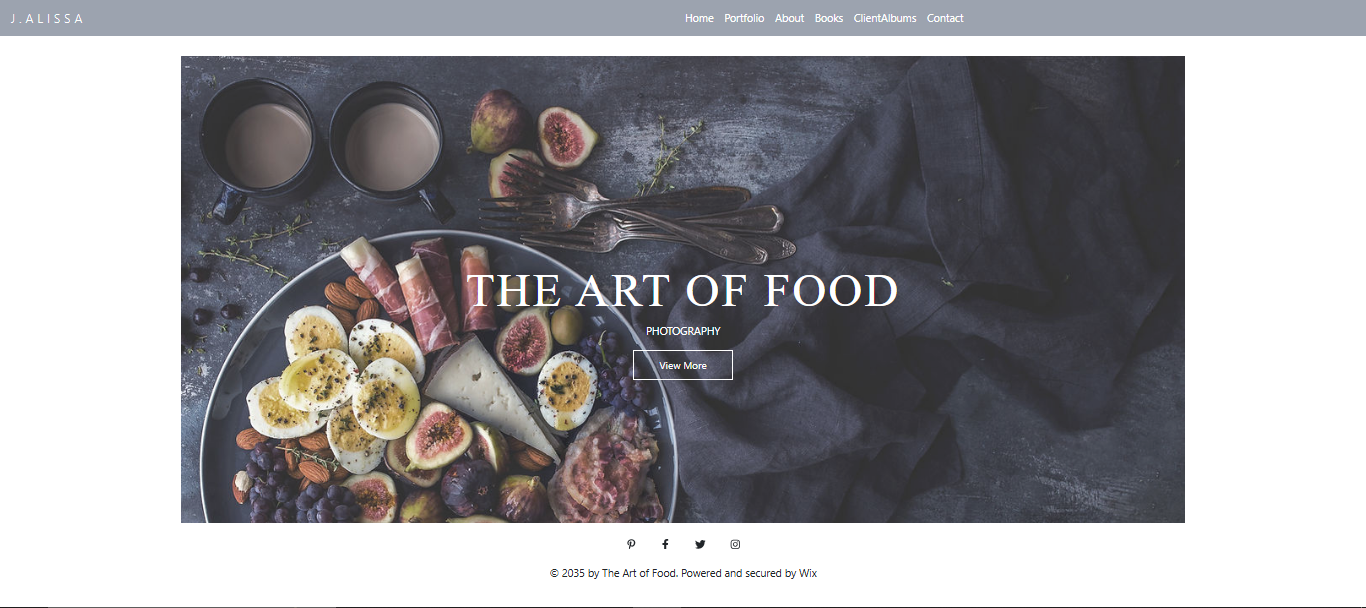 J.ALISSA
Home Portfolio About Books ClientAlbums Contact
THE ART OF FOOD
PHOTOGRAPHY
View More
© 2035 by The Art of Food. Powered and secured by Wix